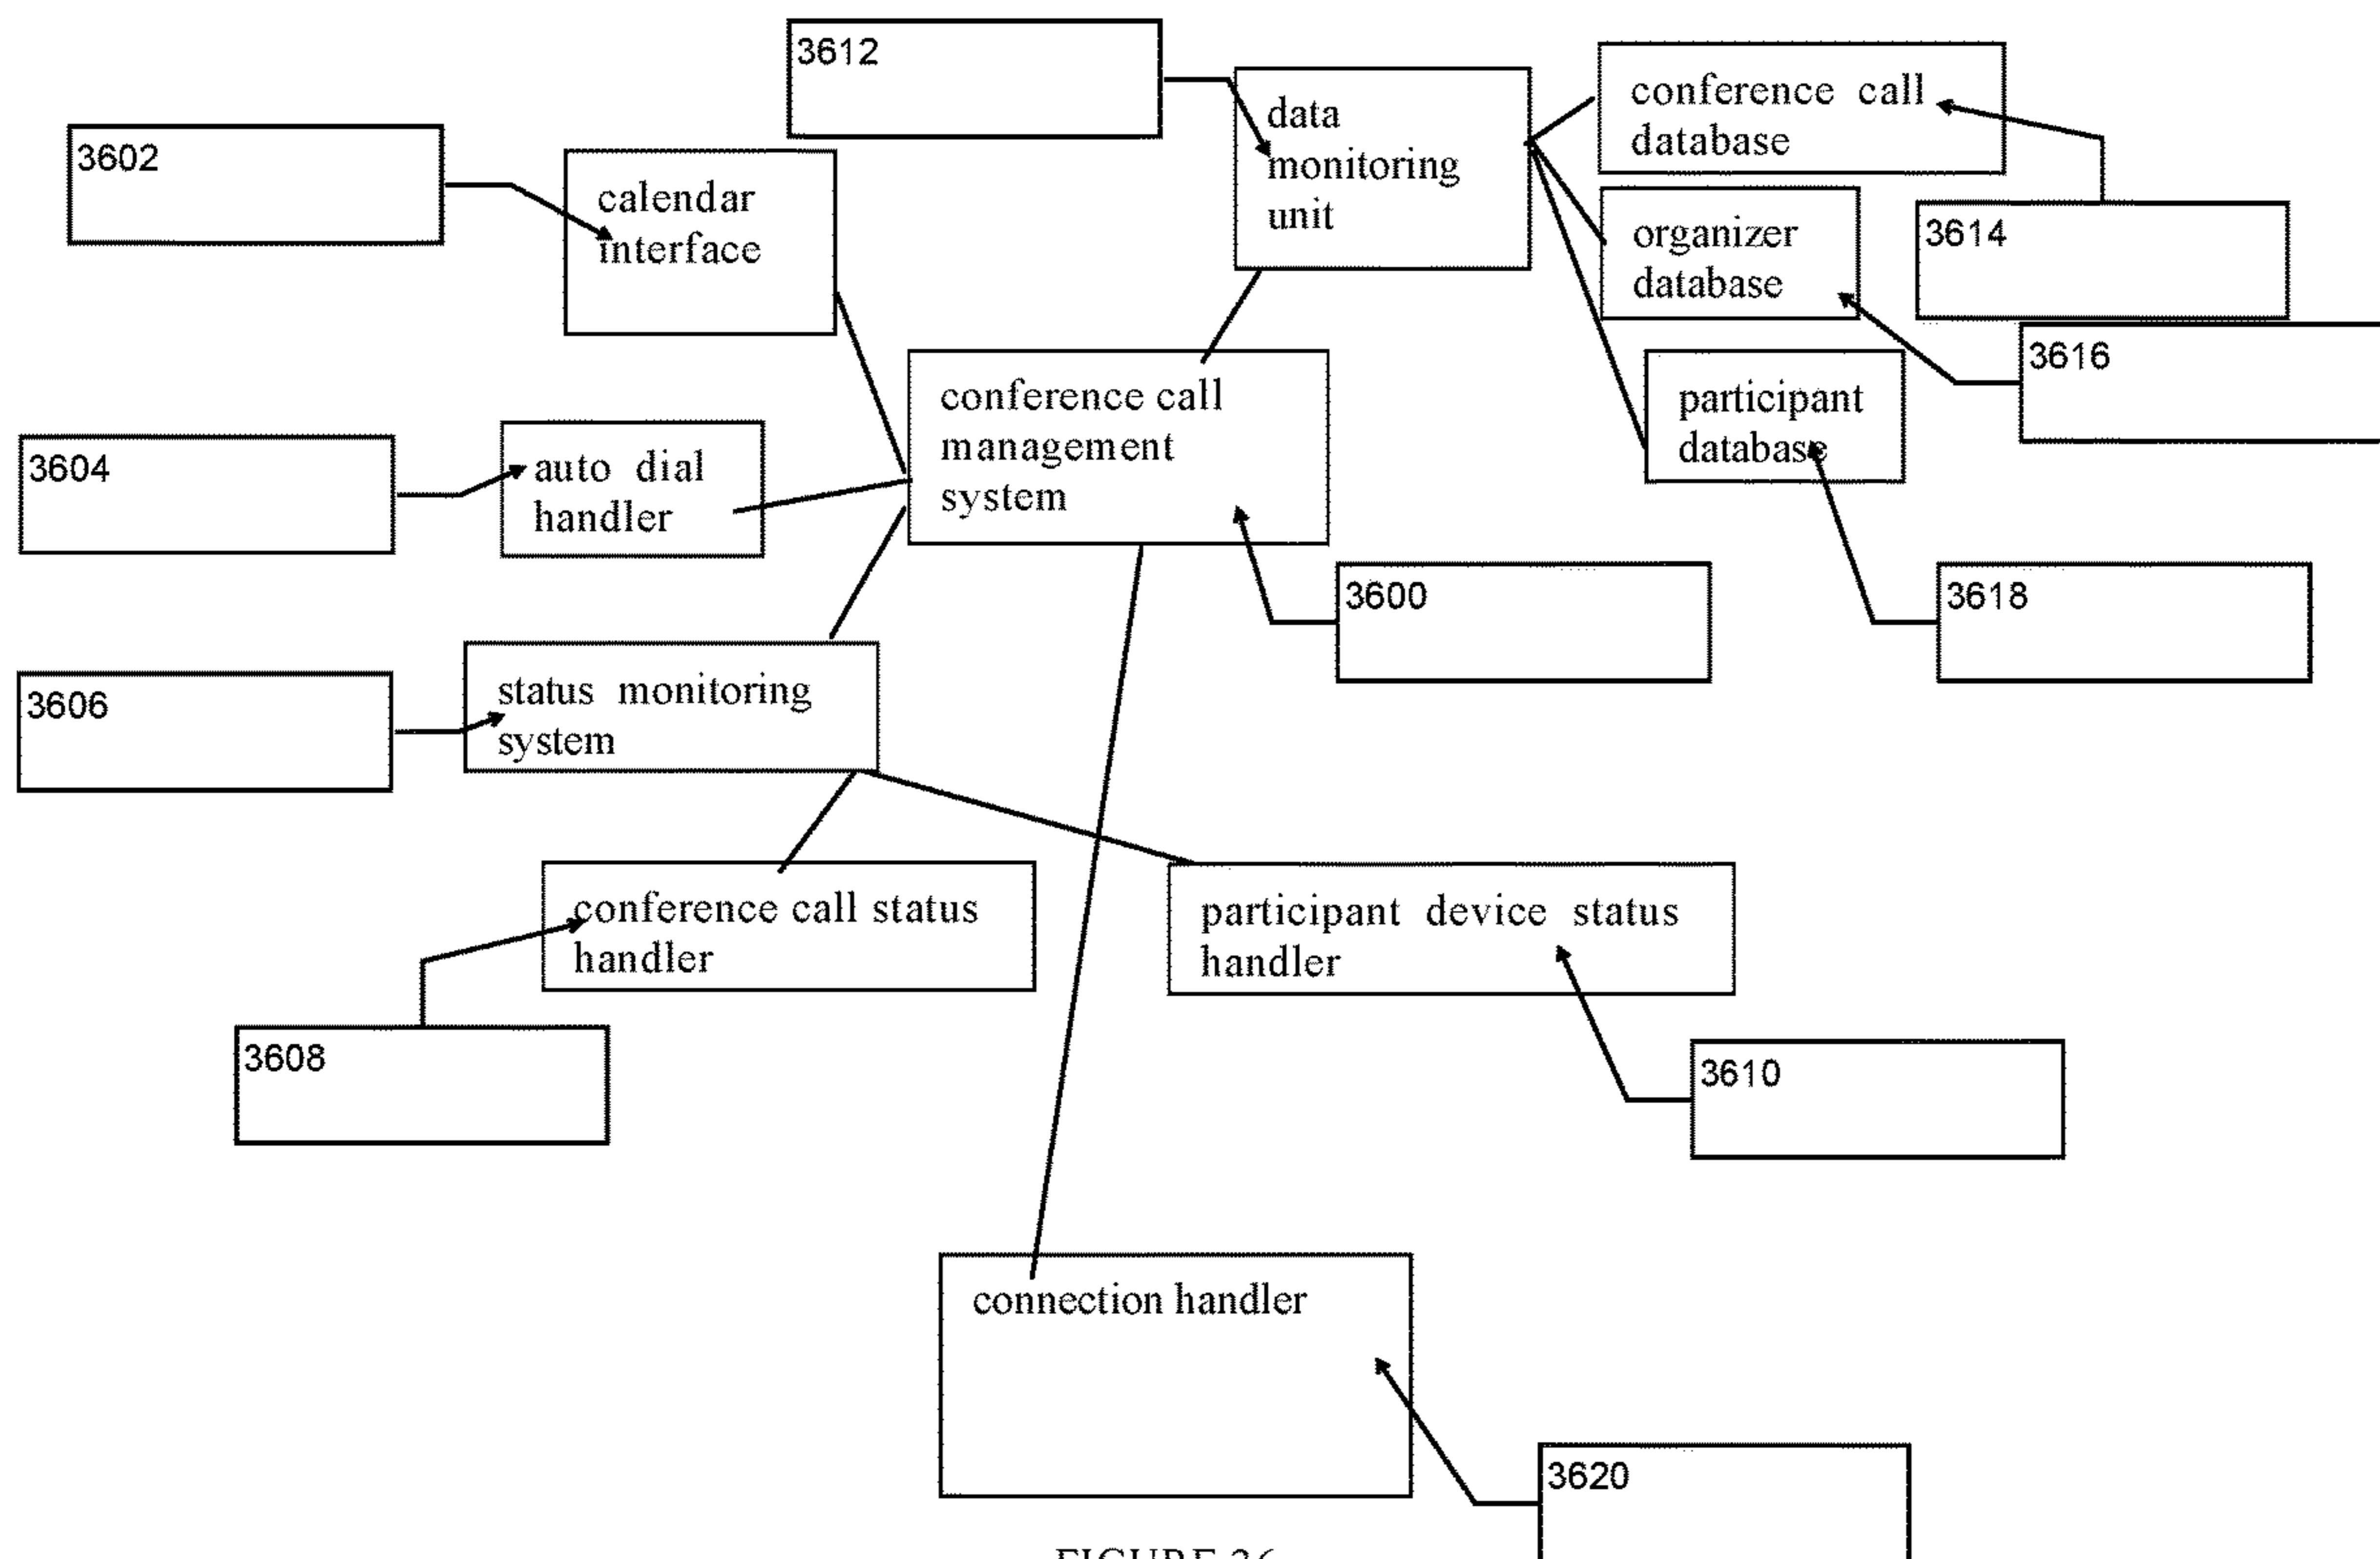 3612
conference call
database
data
monitoring
unit
3602
calendar
interface
organizer
database
3614
3616
conference call
management
system
participant
database
3604
auto dial
handler
3600
3618
3606
status monitoring
system
conference call status
handler
participant device status
handler
3608
3610
connection handler
3620
FIGURE 36